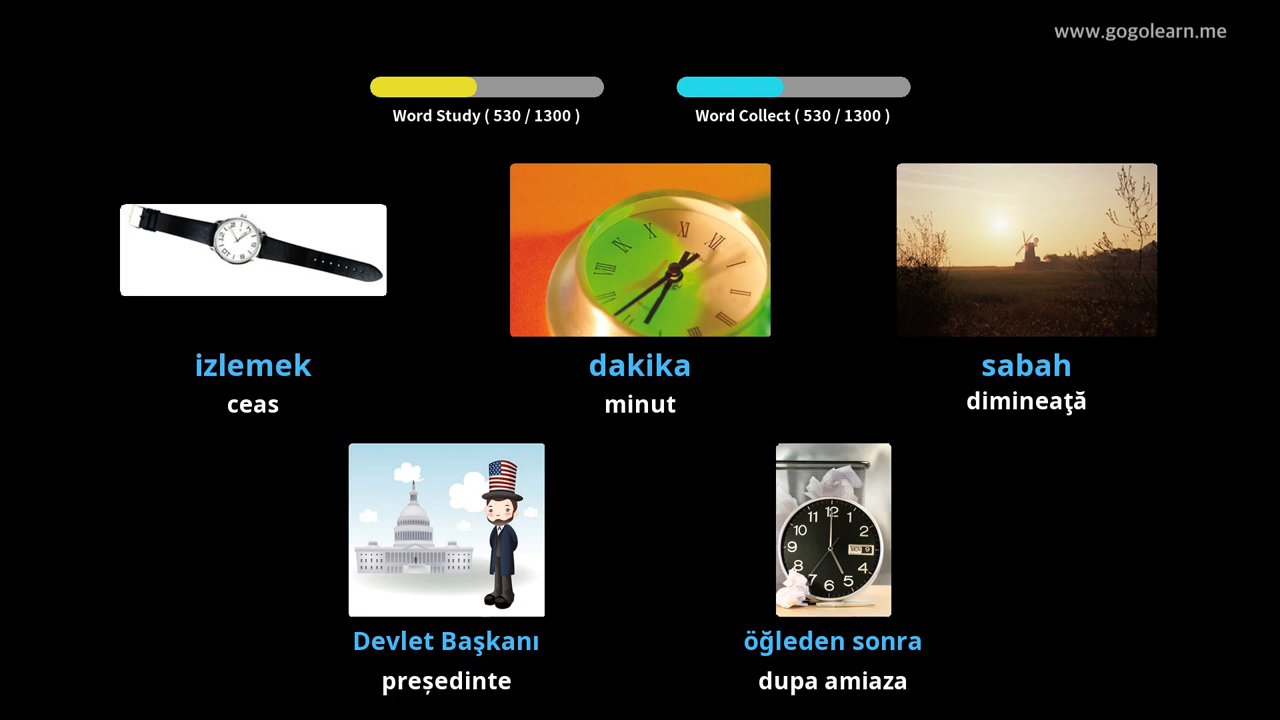 www.gogolearn.me
Word Study ( 530 / 1300 )
Word Collect ( 530 / 1300 )
izlemek
ceas
dakika
minut
sabah
dimineaţă
Devlet Başkanı
președinte
öğleden sonra
dupa amiaza